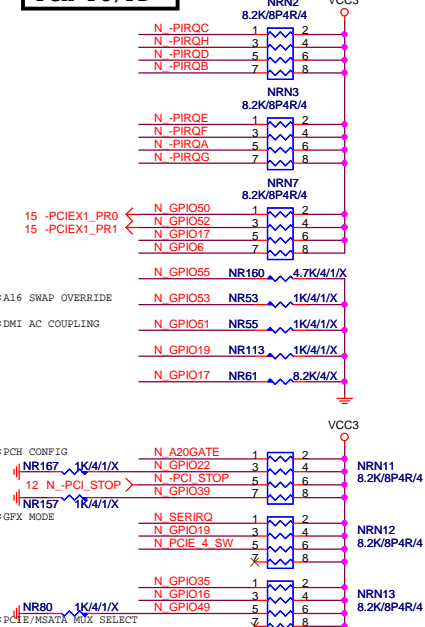 NRN2 VCC3
8.2K/8P4R/4
N_-PIRQC 1 2
N_-PIRQH 3 4
N_-PIRQD 5 6
N_-PIRQB 7 8
NRN3
8.2K/8P4R/4
N_-PIRQE 1 2
N_-PIRQF 3 4
N_-PIRQA 5 6
N_-PIRQG 7 8
NRN7
8.2K/8P4R/4
15 -PCIEX1_PR0 N_GPIO50 1 2
15 -PCIEX1_PR1 N_GPIO52 3 4
N_GPIO17 5 6
N_GPIO6 7 8
N_GPIO55 NR160 4.7K/4/1/X
:A16 SWAP OVERRIDE N_GPIO53 NR53 1K/4/1/X
:DMI AC COUPLING N_GPIO51 NR55 1K/4/1/X
N_GPIO19 NR113 1K/4/1/X
N_GPIO17 NR61 8.2K/4/X
VCC3
:PCH CONFIG N_A20GATE 1 2
NR167 1K/4/1/X N_GPIO22 3 4 NRN11
12 N_-PCI_STOP N_-PCI_STOP 5 6 8.2K/8P4R/4
NR157 1K/4/1/X N_GPIO39 7 8
:GFX MODE N_SERIRQ 1 2
N_GPIO19 3 4 NRN12
N_PCIE_4_SW 5 6 8.2K/8P4R/4
7 8
N_GPIO35 1 2
N_GPIO16 3 4 NRN13
NR80 1K/4/1/X N_GPIO49 5 6 8.2K/8P4R/4
:PCIE/MSATA MUX SELECT 7 8